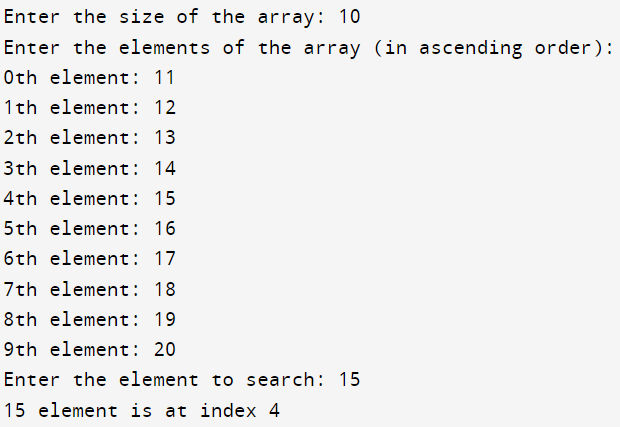 Enter the size of the array: 10
Enter the elements of the array (in ascending order):
0th element: 11
1th element: 12
2th element: 13
3th element: 14
4th element: 15
5th element: 16
6th element: 17
7th element: 18
8th element: 19
9th element: 20
Enter the element to search: 15
15 element is at index 4